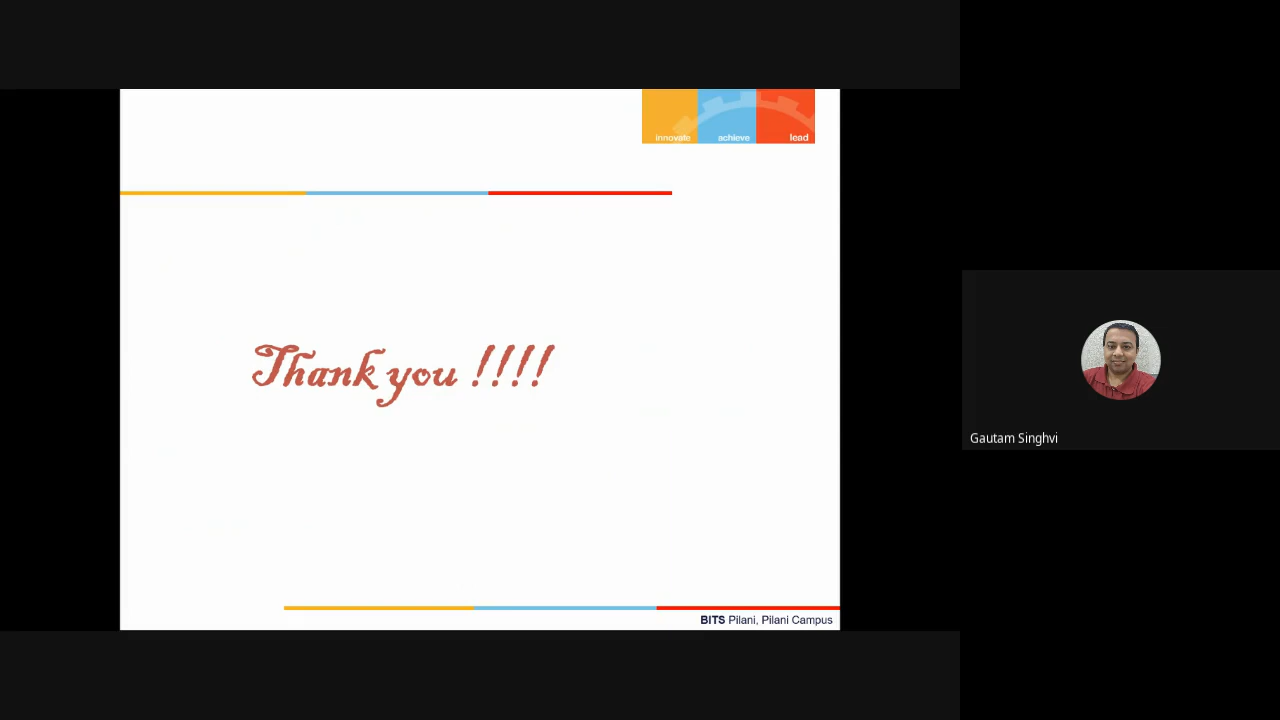 innovate achieve lead
Thank you !!!!
Gautam Singhvi
BITS Pilani, Pilani Campus